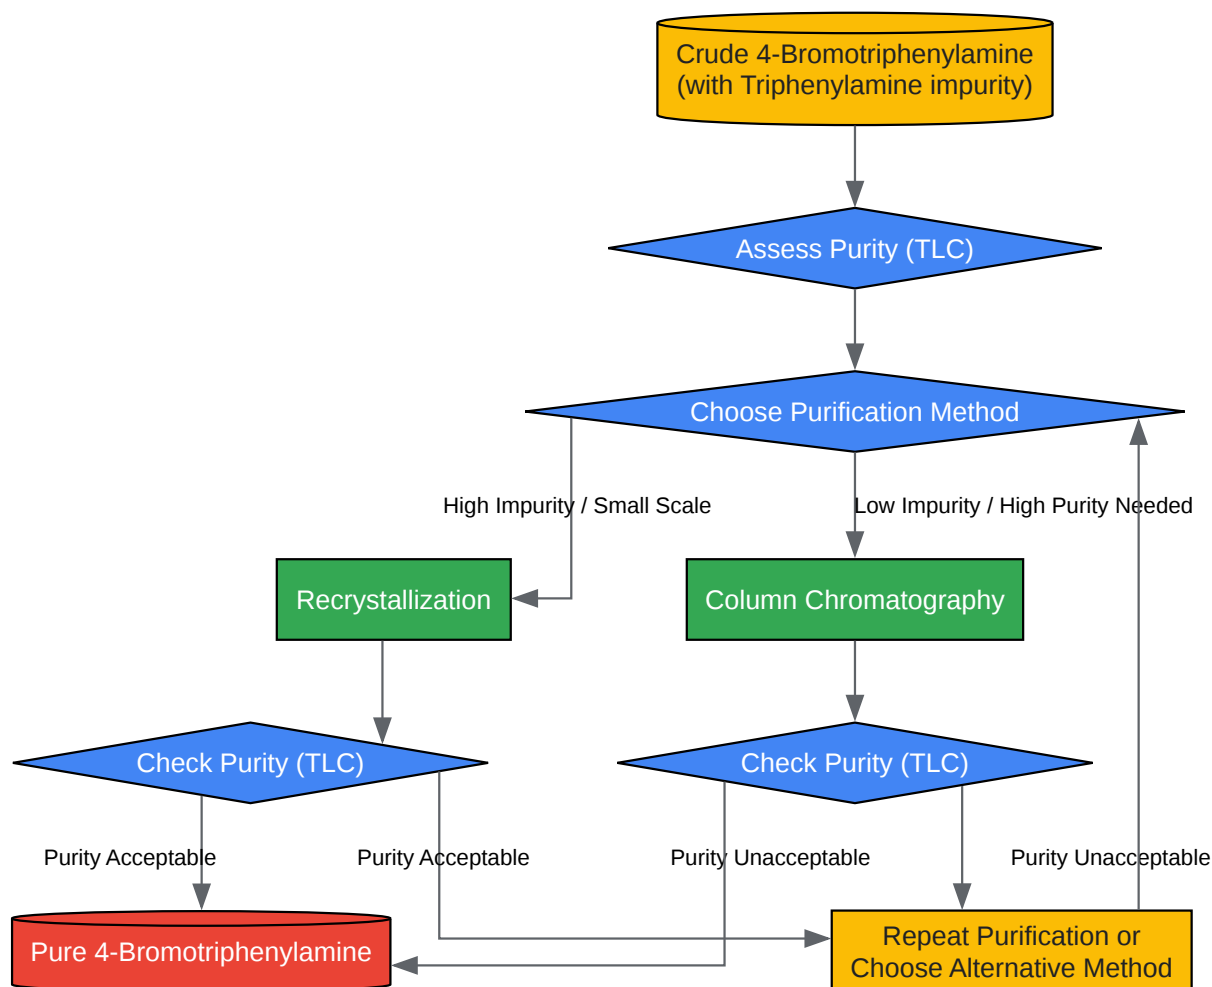 Crude 4-Bromotriphenylamine
(with Triphenylamine impurity)
Assess Purity (TLC)
Choose Purification Method
High Impurity / Small Scale
Low Impurity / High Purity Needed
Recrystallization
Column Chromatography
Check Purity (TLC)
Check Purity (TLC)
Purity Acceptable
Purity Acceptable
Purity Unacceptable
Purity Unacceptable
Pure 4-Bromotriphenylamine
Repeat Purification or
Choose Alternative Method